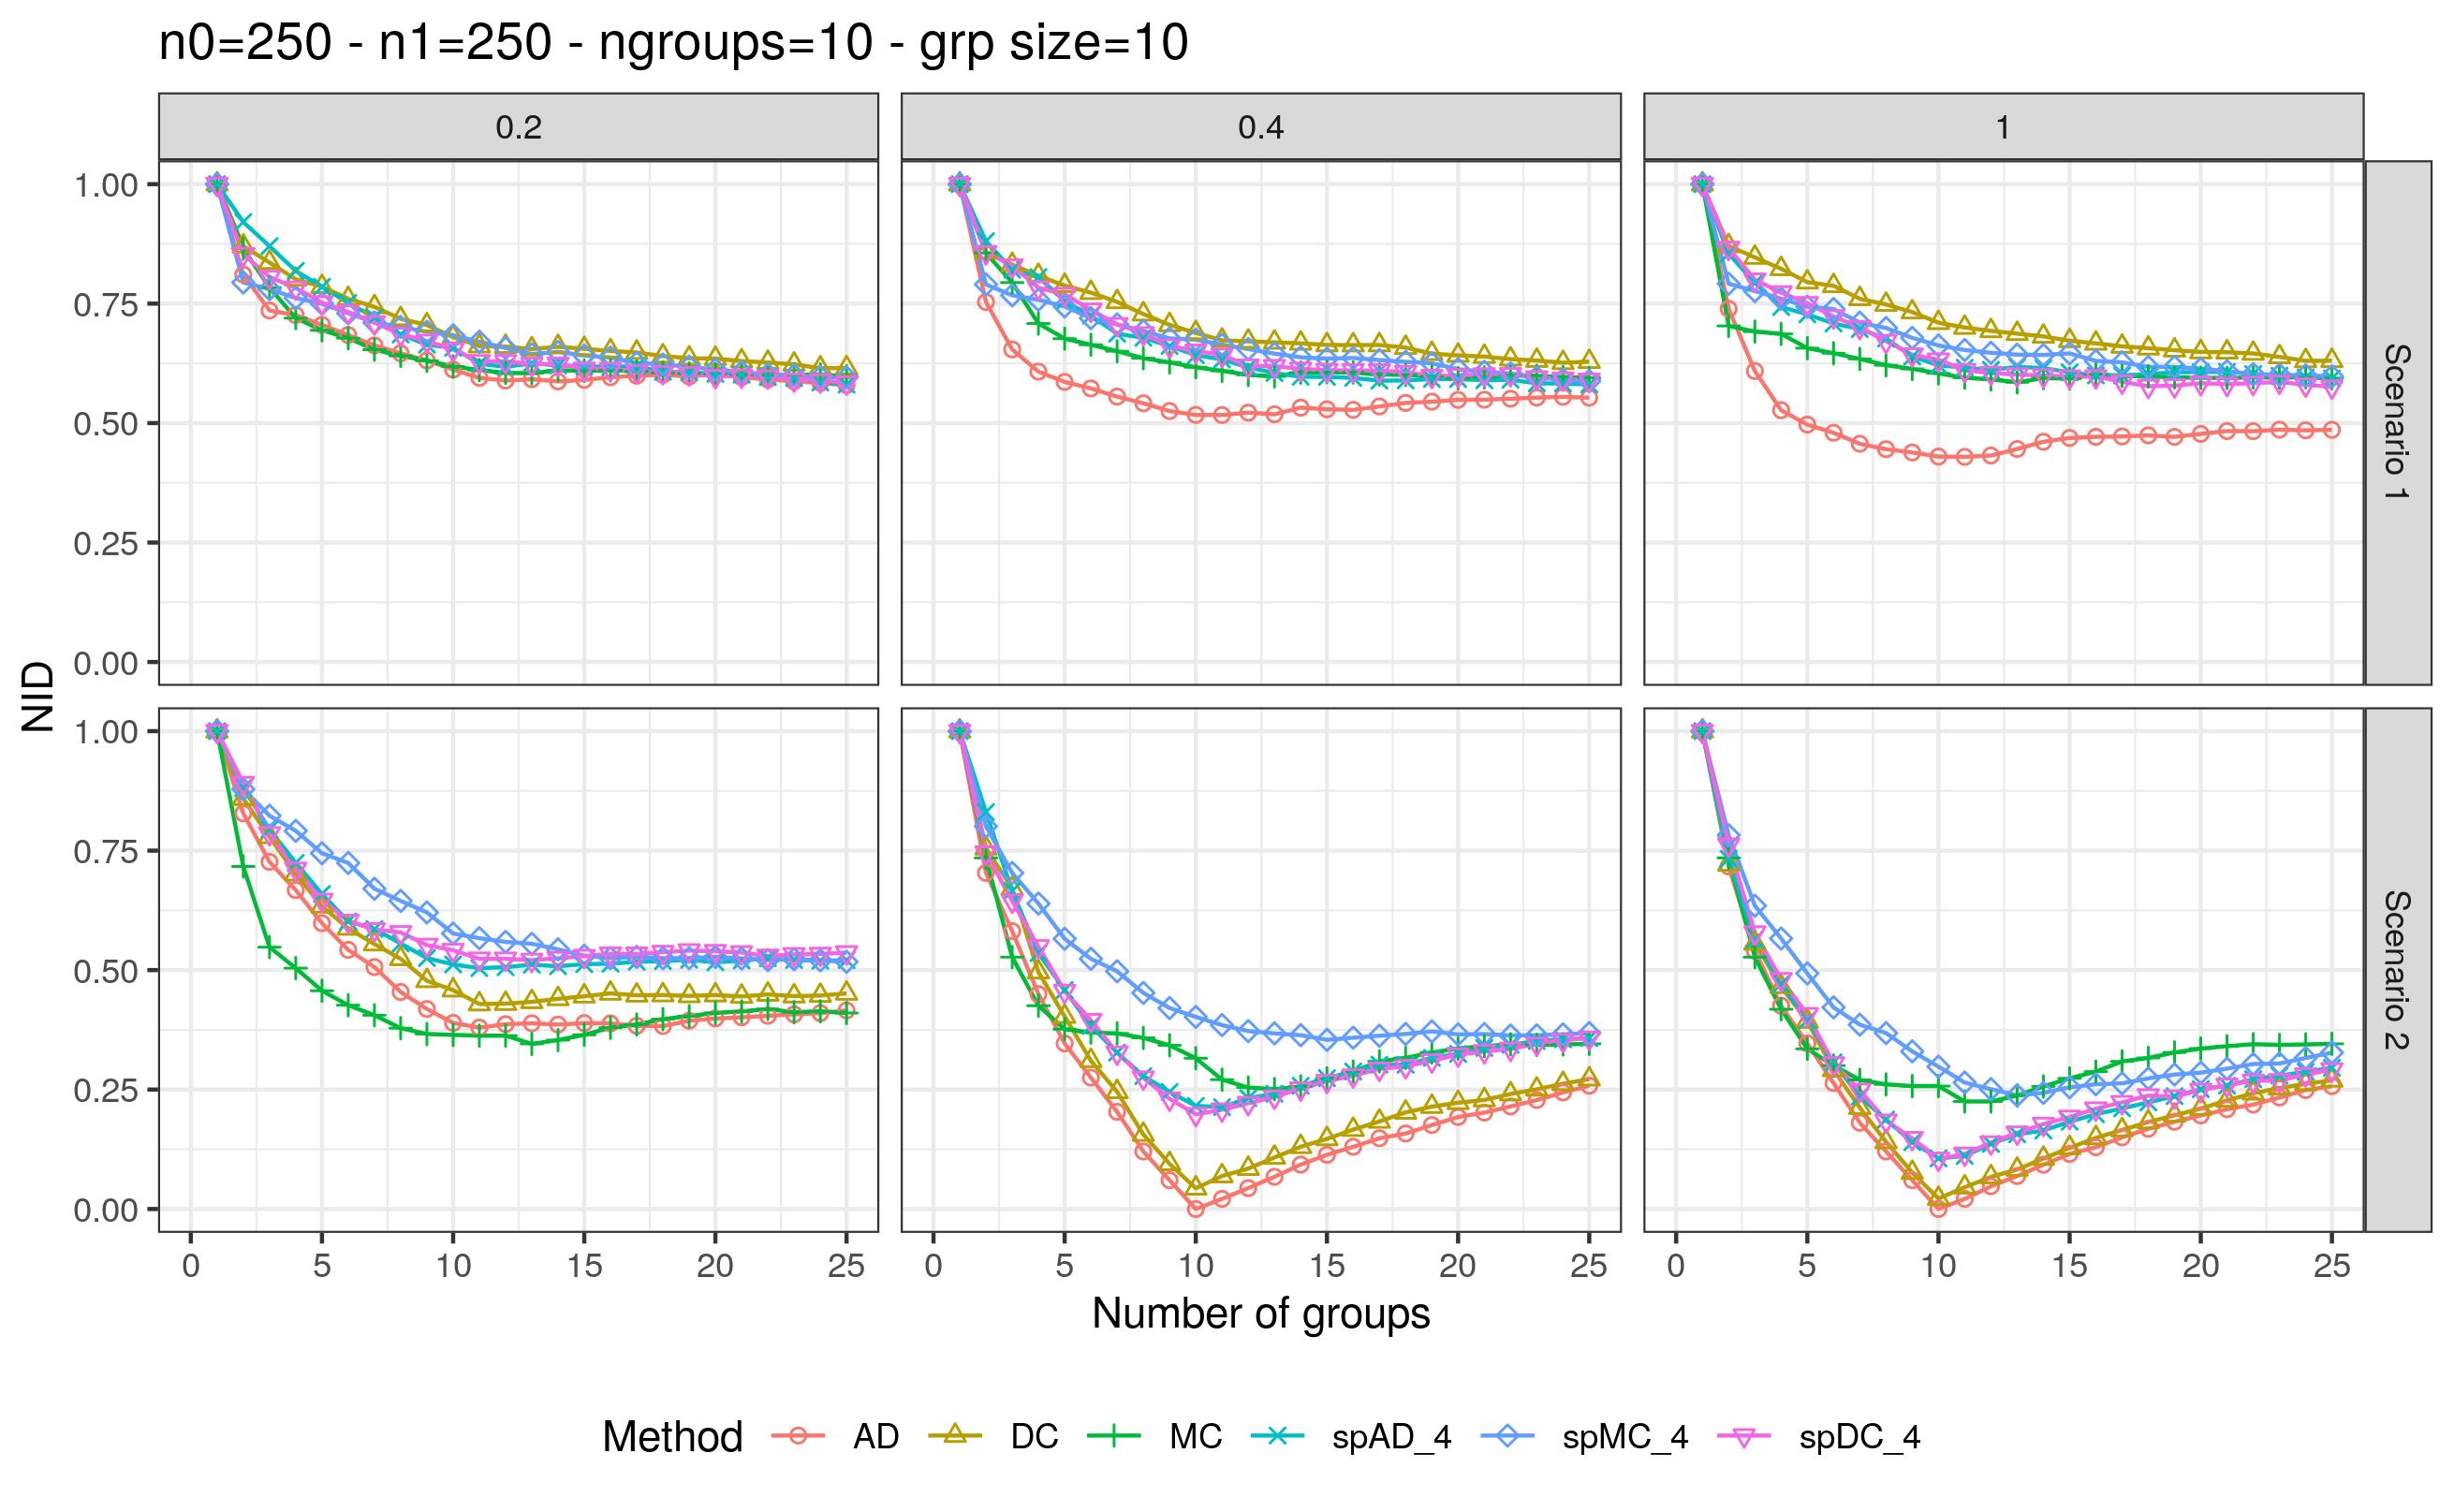 n0=250 - n1=250 - ngroups=10 - grp size=10
0.2 0.4 1
1.00
0.75
0.50
0.25
0.00
Scenario 1
NID
1.00
0.75
0.50
0.25
0.00
Scenario 2
0 5 10 15 20 25 0 5 10 15 20 25 0 5 10 15 20 25
Number of groups
Method AD DC MC spAD_4 spMC_4 spDC_4